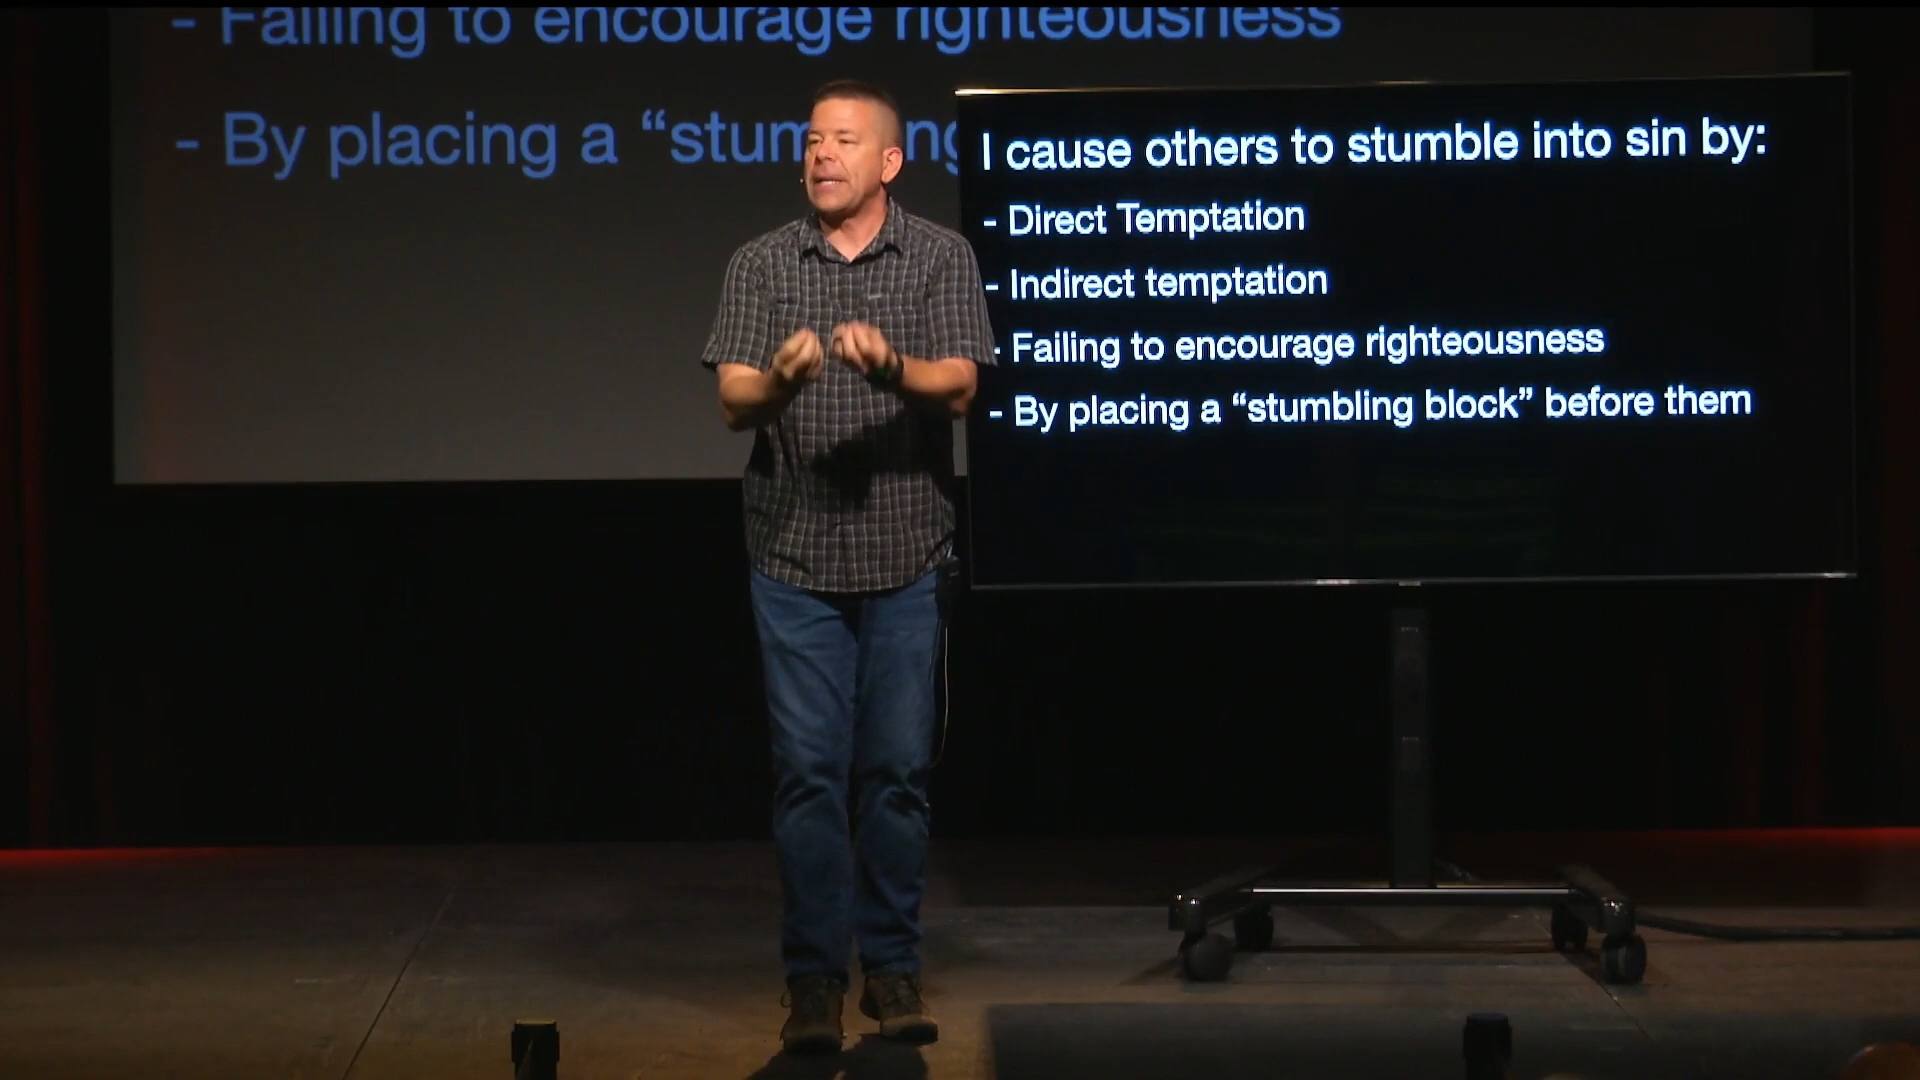 - Failing to encourage righteousness
- By placing a “stum
I cause others to stumble into sin by:
- Direct Temptation
- Indirect temptation
- Failing to encourage righteousness
- By placing a “stumbling block” before them